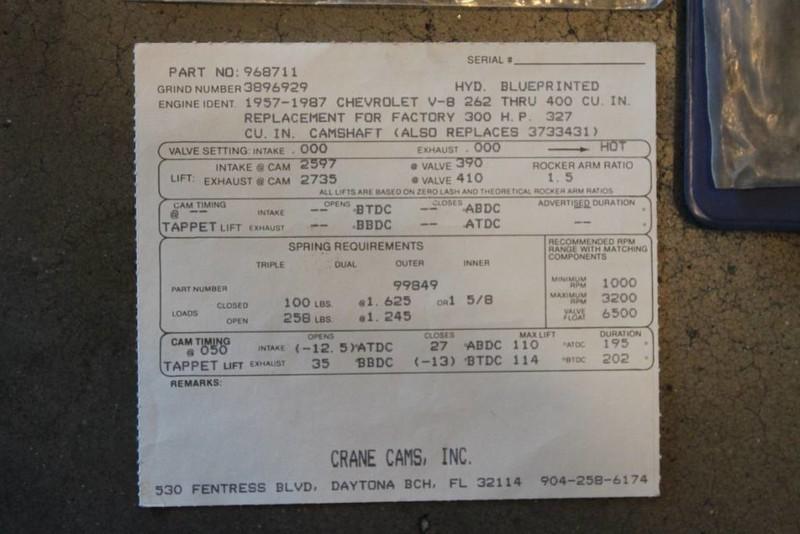 SERIAL #
PART NO: 968711
GRIND NUMBER 3896929 HYD. BLUEPRINTED
ENGINE IDENT. 1957-1987 CHEVROLET V-8 262 THRU 400 CU. IN.
REPLACEMENT FOR FACTORY 300 H.P. 327
CU. IN. CAMSHAFT (ALSO REPLACES 3733431)
VALVE SETTING: INTAKE .000 EXHAUST .000 HOT
LIFT: INTAKE @ CAM 2597 @ VALVE 390 ROCKER ARM RATIO
EXHAUST @ CAM 2735 @ VALVE 410 1.5
ALL LIFTS ARE BASED ON ZERO LASH AND THEORETICAL ROCKER ARM RATIOS
CAM TIMING OPENS CLOSES ADVERTISED DURATION
@ -- INTAKE -- °BTDC -- °ABDC -- °
TAPPET LIFT EXHAUST -- °BBDC -- °ATDC -- °
SPRING REQUIREMENTS
TRIPLE DUAL OUTER INNER
PART NUMBER 99849
LOADS CLOSED 100 LBS. @1.625 OR1 5/8
OPEN 258 LBS. @1.245
RECOMMENDED RPM
RANGE WITH MATCHING
COMPONENTS
MINIMUM RPM 1000
MAXIMUM RPM 3200
VALVE FLOAT 6500
CAM TIMING OPENS CLOSES MAX LIFT DURATION
@ 050 INTAKE (-12.5)°ATDC 27 °ABDC 110 °ATDC 195 °
TAPPET LIFT EXHAUST 35 °BBDC (-13) °BTDC 114 °BTDC 202 °
REMARKS:
CRANE CAMS, INC.
530 FENTRESS BLVD, DAYTONA BCH, FL 32114 904-258-6174